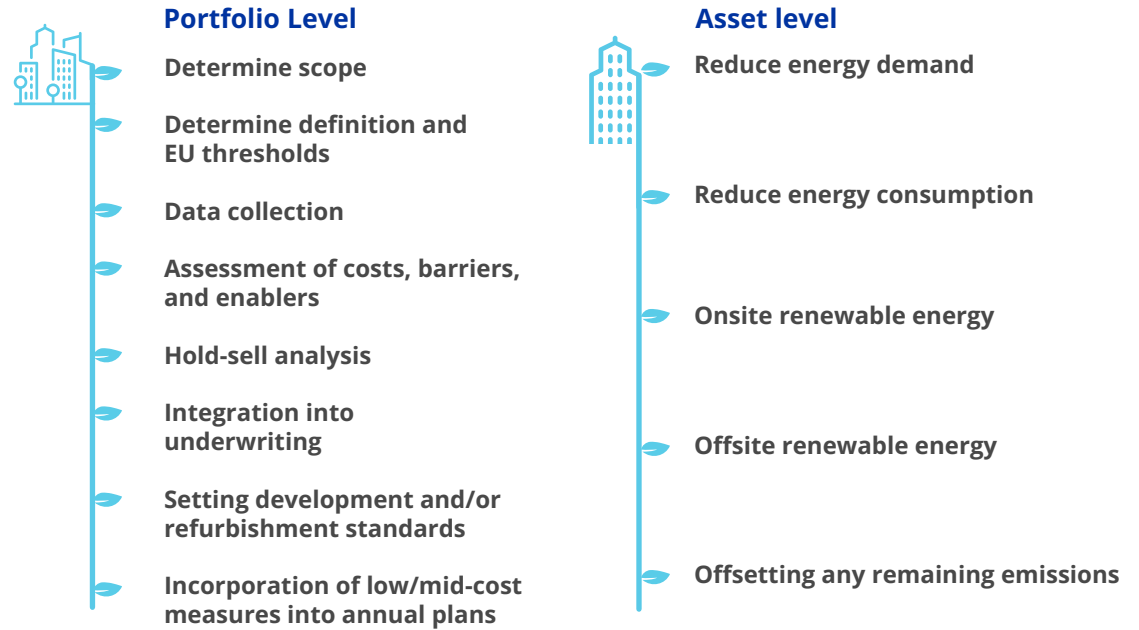 Portfolio Level
Determine scope
Determine definition and
EU thresholds
Data collection
Assessment of costs, barriers,
and enablers
Hold-sell analysis
Integration into
underwriting
Setting development and/or
refurbishment standards
Incorporation of low/mid-cost
measures into annual plans
Asset level
Reduce energy demand
Reduce energy consumption
Onsite renewable energy
Offsite renewable energy
Offsetting any remaining emissions